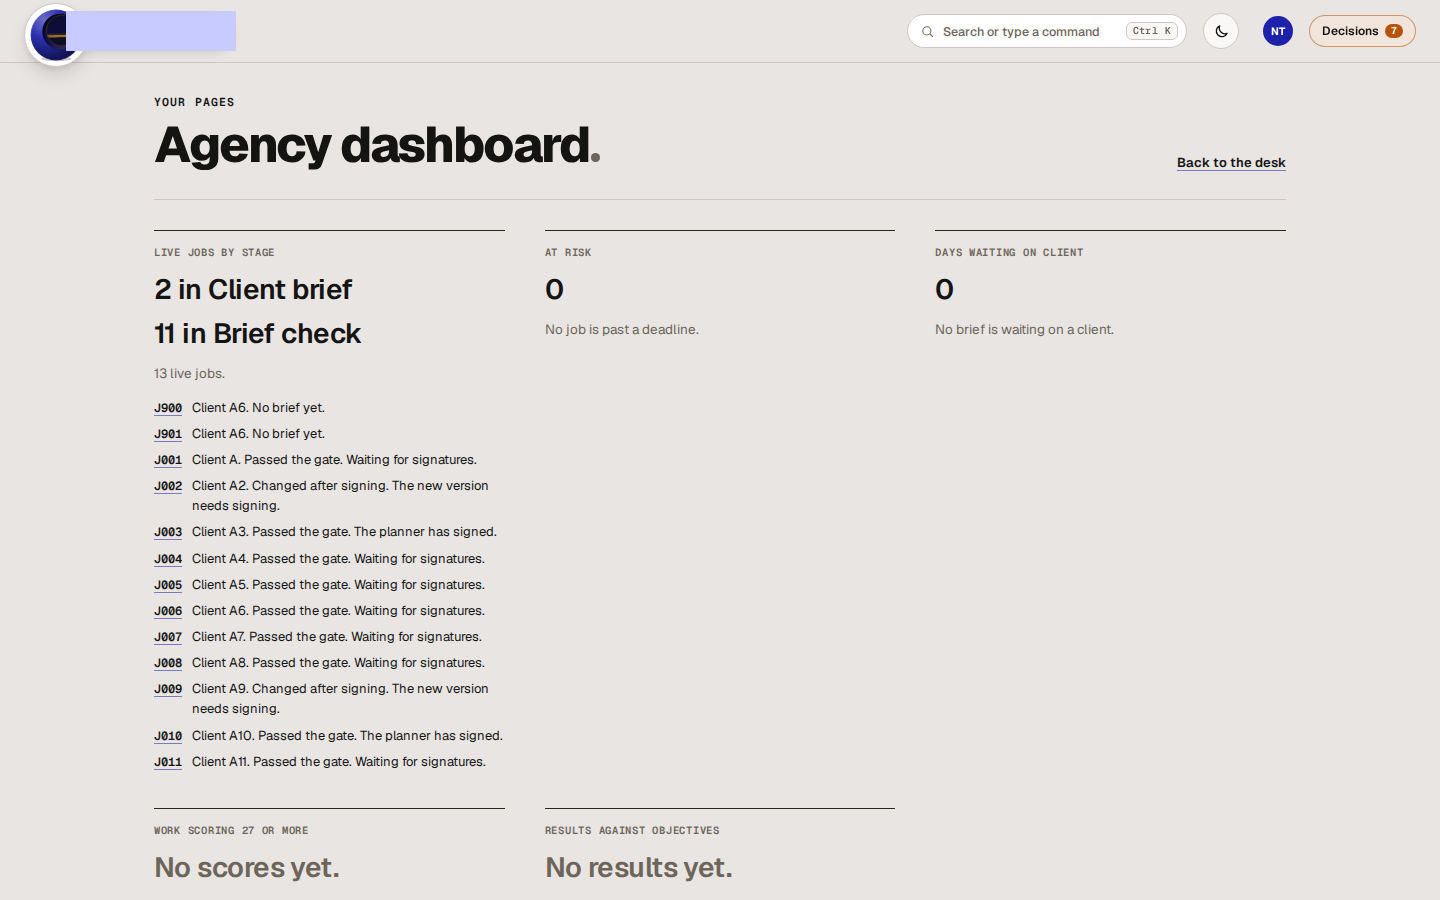 Search or type a command
Ctrl K
NT
Decisions 7
YOUR PAGES
Agency dashboard.
Back to the desk
LIVE JOBS BY STAGE
2 in Client brief
11 in Brief check
13 live jobs.
J900 Client A6. No brief yet.
J901 Client A6. No brief yet.
J001 Client A. Passed the gate. Waiting for signatures.
J002 Client A2. Changed after signing. The new version
needs signing.
J003 Client A3. Passed the gate. The planner has signed.
J004 Client A4. Passed the gate. Waiting for signatures.
J005 Client A5. Passed the gate. Waiting for signatures.
J006 Client A6. Passed the gate. Waiting for signatures.
J007 Client A7. Passed the gate. Waiting for signatures.
J008 Client A8. Passed the gate. Waiting for signatures.
J009 Client A9. Changed after signing. The new version
needs signing.
J010 Client A10. Passed the gate. The planner has signed.
J011 Client A11. Passed the gate. Waiting for signatures.
AT RISK
0
No job is past a deadline.
DAYS WAITING ON CLIENT
0
No brief is waiting on a client.
WORK SCORING 27 OR MORE
No scores yet.
RESULTS AGAINST OBJECTIVES
No results yet.